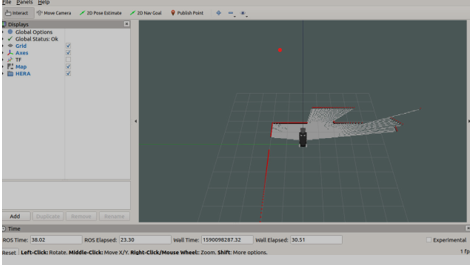 File Panels Help
Interact Move Camera 2D Pose Estimate 2D Nav Goal Publish Point
Displays
Global Options
Global Status: Ok
Grid
Axes
TF
Map
HERA
Add Duplicate Remove Rename
Time
ROS Time: 38.02 ROS Elapsed: 23.30 Wall Time: 1590098287.32 Wall Elapsed: 30.51 Experimental
Reset Left-Click: Rotate. Middle-Click: Move X/Y. Right-Click/Mouse Wheel: Zoom. Shift: More options.